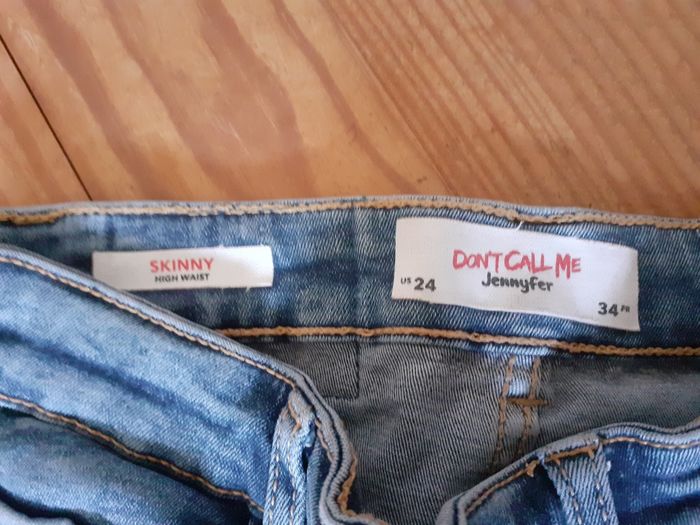 SKINNY
HIGH WAIST
DON'T CALL ME
Jennyfer
US 24
34 FR